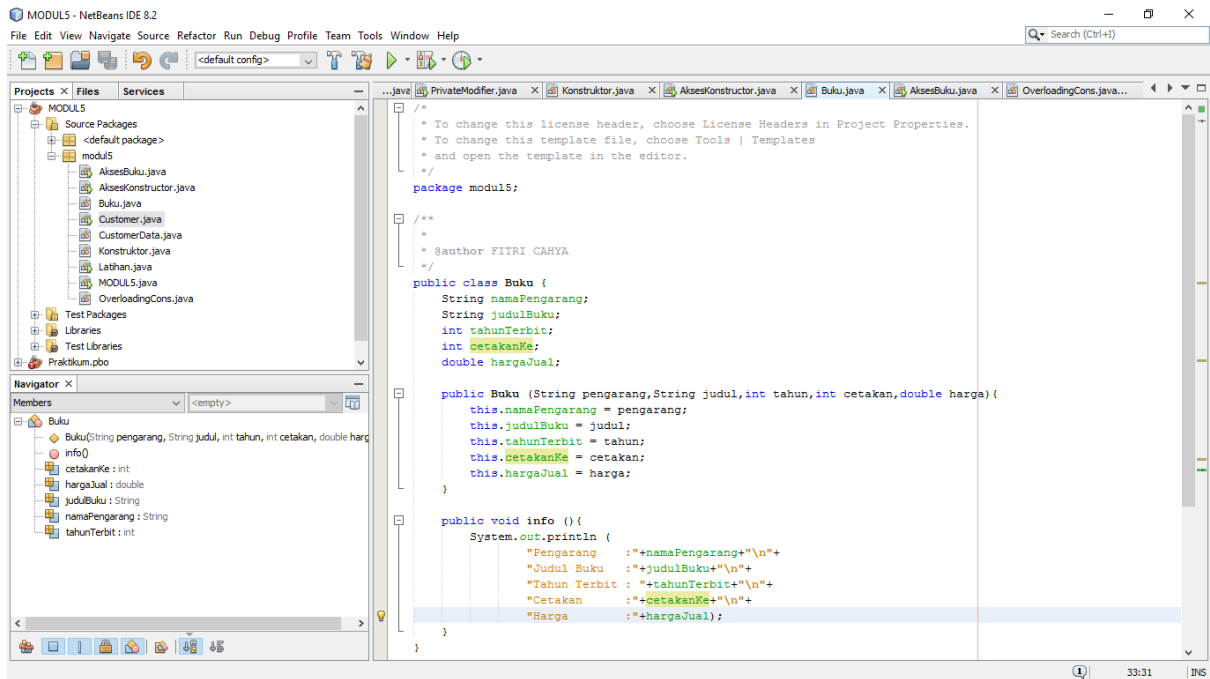 MODUL5 - NetBeans IDE 8.2
File Edit View Navigate Source Refactor Run Debug Profile Team Tools Window Help
Search (Ctrl+I)
<default config>
Projects Files Services
MODUL5
Source Packages
<default package>
modul5
AksesBuku.java
AksesKonstructor.java
Buku.java
Customer.java
CustomerData.java
Konstruktor.java
Latihan.java
MODUL5.java
OverloadingCons.java
Test Packages
Libraries
Test Libraries
Praktikum.pbo
Navigator
Members
<empty>
Buku
Buku(String pengarang, String judul, int tahun, int cetakan, double harg
info()
cetakanKe : int
hargaJual : double
judulBuku : String
namaPengarang : String
tahunTerbit : int
...java PrivateModifier.java Konstruktor.java AksesKonstructor.java Buku.java AksesBuku.java OverloadingCons.java...
/*
 * To change this license header, choose License Headers in Project Properties.
 * To change this template file, choose Tools | Templates
 * and open the template in the editor.
 */
package modul5;
/**
 *
 * @author FITRI CAHYA
 */
public class Buku {
    String namaPengarang;
    String judulBuku;
    int tahunTerbit;
    int cetakanKe;
    double hargaJual;
    public Buku (String pengarang,String judul,int tahun,int cetakan,double harga){
        this.namaPengarang = pengarang;
        this.judulBuku = judul;
        this.tahunTerbit = tahun;
        this.cetakanKe = cetakan;
        this.hargaJual = harga;
    }
    public void info (){
        System.out.println (
                "Pengarang    :"+namaPengarang+"\n"+
                "Judul Buku   :"+judulBuku+"\n"+
                "Tahun Terbit : "+tahunTerbit+"\n"+
                "Cetakan      :"+cetakanKe+"\n"+
                "Harga        :"+hargaJual);
    }
}
1 33:31 INS